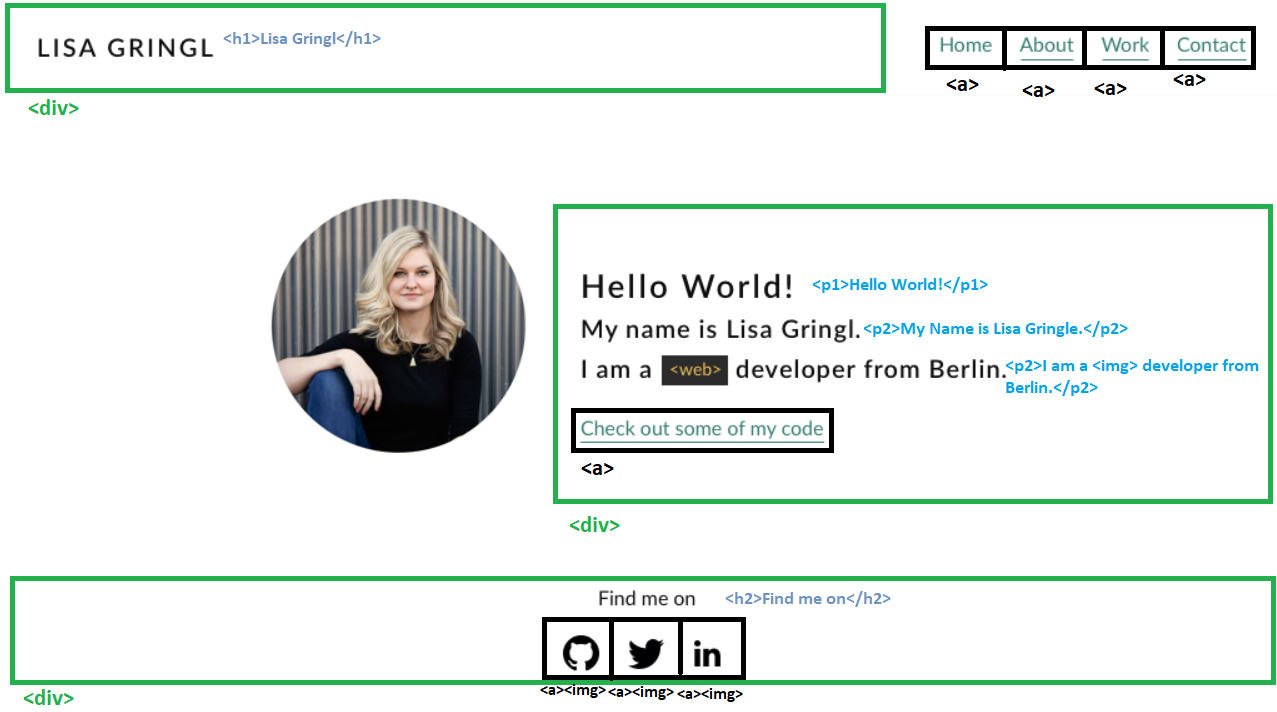 LISA GRINGL <h1>Lisa Gringl</h1>
Home About Work Contact
<a> <a> <a> <a>
<div>
Hello World! <p1>Hello World!</p1>
My name is Lisa Gringl. <p2>My Name is Lisa Gringle.</p2>
I am a <web> developer from Berlin. <p2>I am a <img> developer from
Berlin.</p2>
Check out some of my code
<a>
<div>
Find me on <h2>Find me on</h2>
in
<a><img> <a><img> <a><img>
<div>